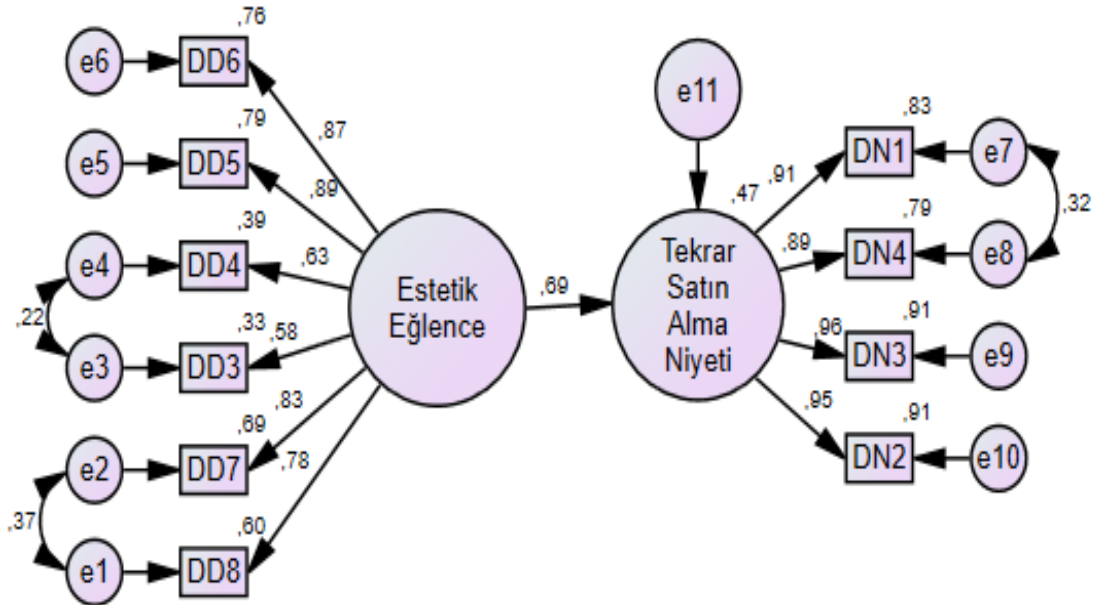 ,76
e6 DD6
,87
,79
e5 DD5
,89
,39
e4 DD4
,63
,22
,33 ,58
e3 DD3
,83
,69
e2 DD7
,78
,37
,60
e1 DD8
Estetik
Eğlence
,69
e11
Tekrar
Satın
Alma
Niyeti
,47 ,91
,83
DN1 e7
,32
,79
,89 DN4 e8
,91
,96 DN3 e9
,95
,91
DN2 e10